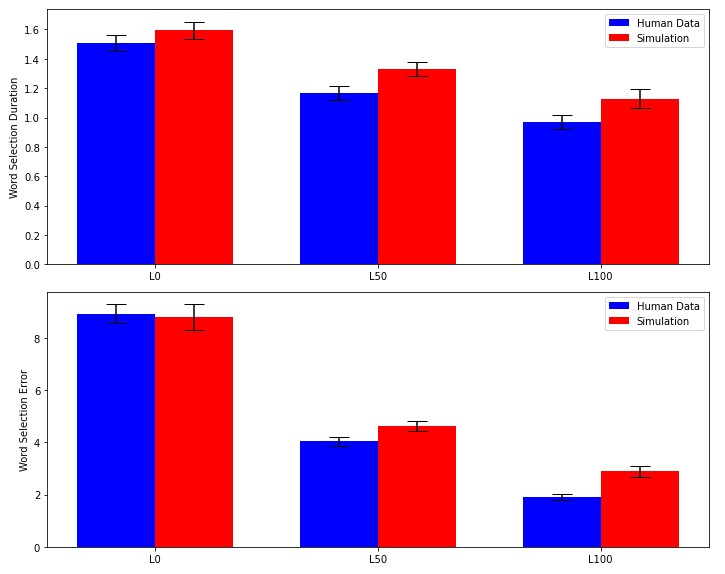 Word Selection Duration
1.6
1.4
1.2
1.0
0.8
0.6
0.4
0.2
0.0
Human Data
Simulation
L0
L50
L100
Word Selection Error
8
6
4
2
0
Human Data
Simulation
L0
L50
L100